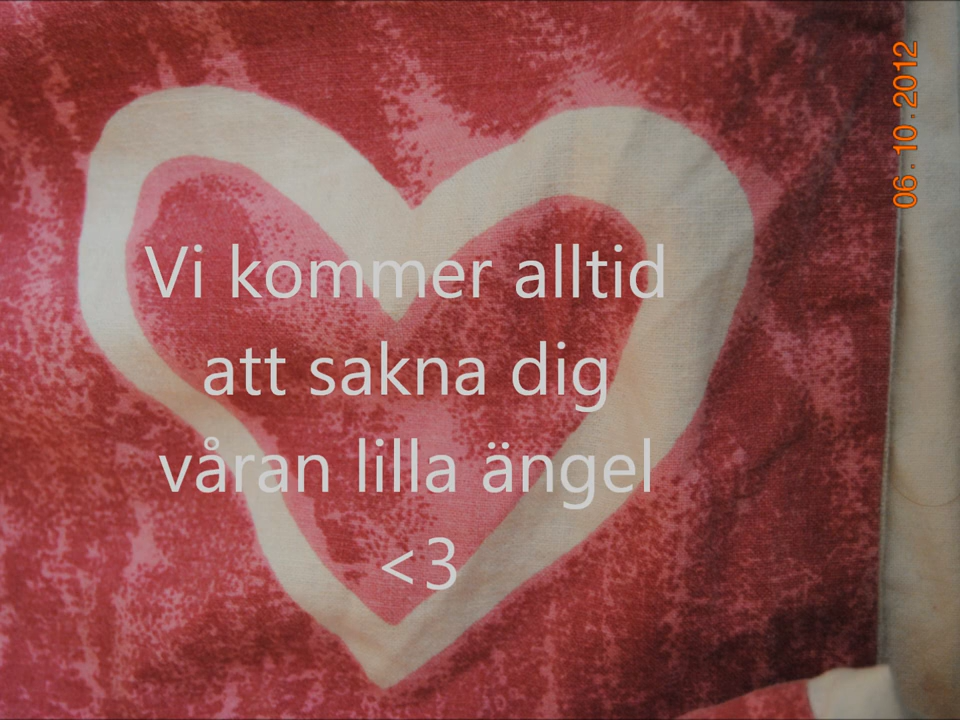 Vi kommer alltid
att sakna dig
våran lilla ängel
<3
06.10.2012